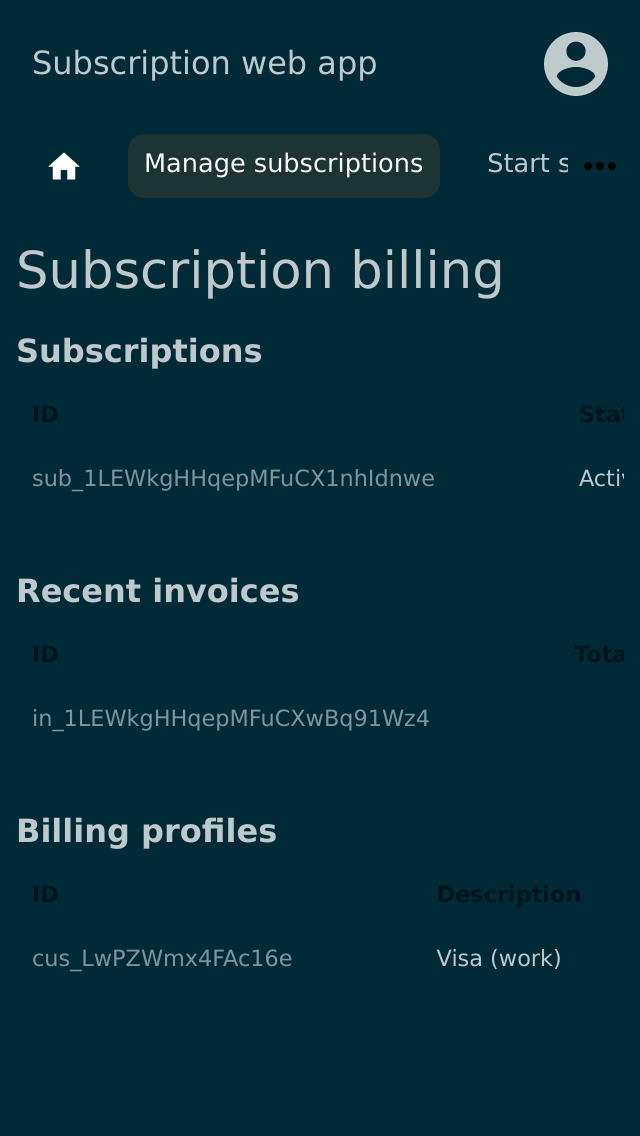 Subscription web app
Manage subscriptions Start s
Subscription billing
Subscriptions
ID Stat
sub_1LEWkgHHqepMFuCX1nhIdnwe Activ
Recent invoices
ID Tota
in_1LEWkgHHqepMFuCXwBq91Wz4
Billing profiles
ID Description
cus_LwPZWmx4FAc16e Visa (work)